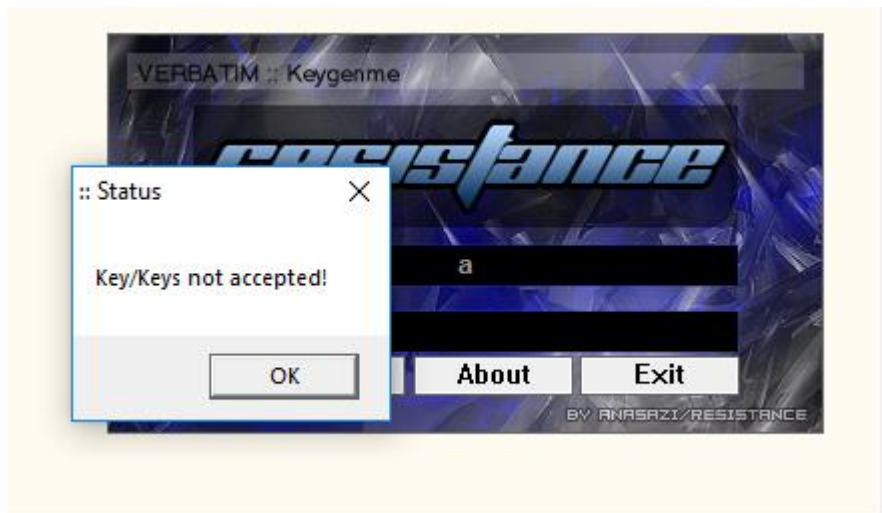 VERBATIM :: Keygenme
resistance
:: Status
Key/Keys not accepted!
a
OK
About
Exit
BY ANASAZI/RESISTANCE